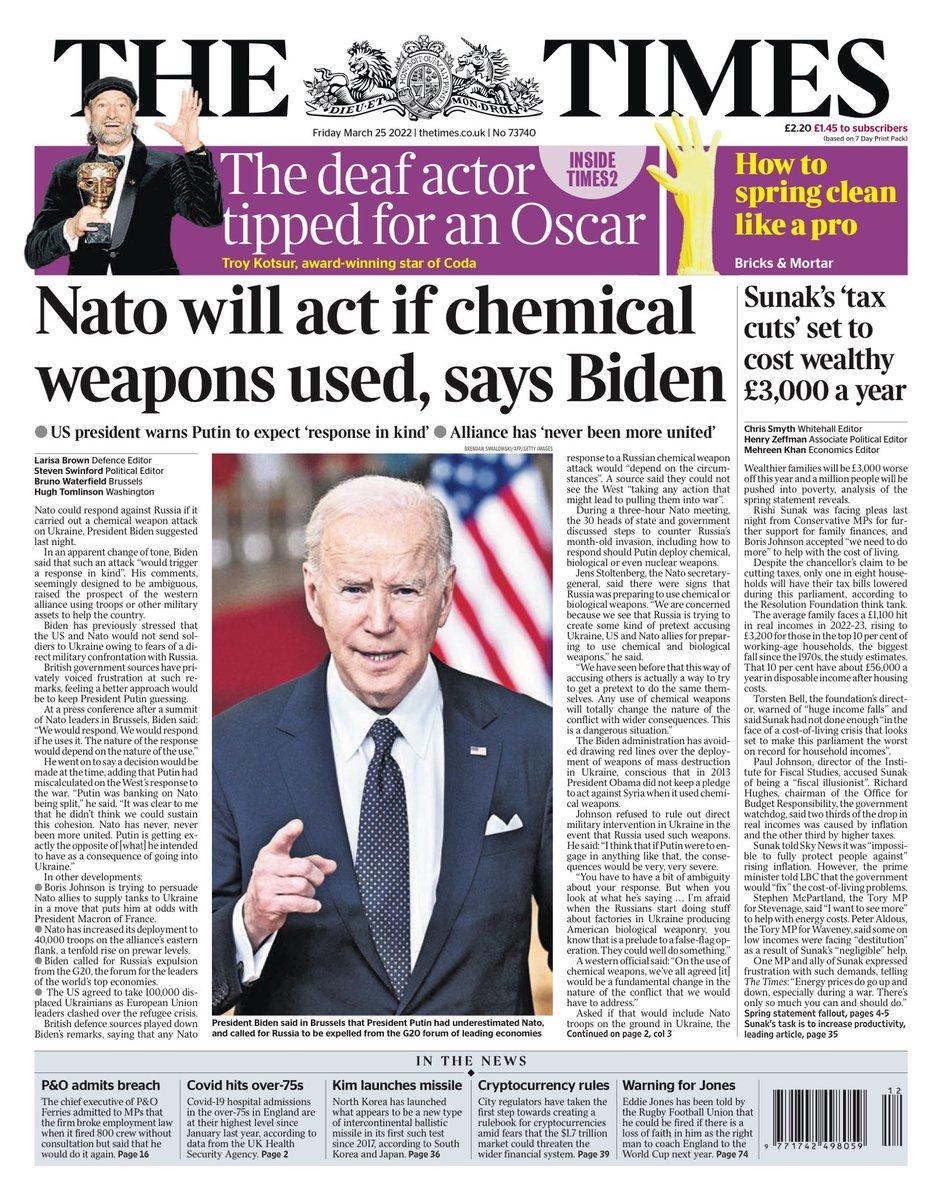 THE TIMES
DIEU ET MON DROIT
Friday March 25 2022 | thetimes.co.uk | No 73740
£2.20 £1.45 to subscribers
(based on 7 Day Print Pack)
The deaf actor
tipped for an Oscar
Troy Kotsur, award-winning star of Coda
INSIDE
TIMES2
How to
spring clean
like a pro
Bricks & Mortar
Nato will act if chemical
weapons used, says Biden
● US president warns Putin to expect ‘response in kind’ ● Alliance has ‘never been more united’
Larisa Brown Defence Editor
Steven Swinford Political Editor
Bruno Waterfield Brussels
Hugh Tomlinson Washington
Nato could respond against Russia if it
carried out a chemical weapon attack
on Ukraine, President Biden suggested
last night.
In an apparent change of tone, Biden
said that such an attack “would trigger
a response in kind”. His comments,
seemingly designed to be ambiguous,
raised the prospect of the western
alliance using troops or other military
assets to help the country.
Biden has previously stressed that
the US and Nato would not send sol-
diers to Ukraine owing to fears of a di-
rect military confrontation with Russia.
British government sources have pri-
vately voiced frustration at such re-
marks, feeling a better approach would
be to keep President Putin guessing.
At a press conference after a summit
of Nato leaders in Brussels, Biden said:
“We would respond. We would respond
if he uses it. The nature of the response
would depend on the nature of the use.”
He went on to say a decision would be
made at the time, adding that Putin had
miscalculated on the West’s response to
the war. “Putin was banking on Nato
being split,” he said. “It was clear to me
that he didn’t think we could sustain
this cohesion. Nato has never, never
been more united. Putin is getting ex-
actly the opposite of [what] he intended
to have as a consequence of going into
Ukraine.”
In other developments:
● Boris Johnson is trying to persuade
Nato allies to supply tanks to Ukraine
in a move that puts him at odds with
President Macron of France.
● Nato has increased its deployment to
40,000 troops on the alliance’s eastern
flank, a tenfold rise on prewar levels.
● Biden called for Russia’s expulsion
from the G20, the forum for the leaders
of the world’s top economies.
● The US agreed to take 100,000 dis-
placed Ukrainians as European Union
leaders clashed over the refugee crisis.
British defence sources played down
Biden’s remarks, saying that any Nato
BRENDAN SMIALOWSKI/AFP/GETTY IMAGES
President Biden said in Brussels that President Putin had underestimated Nato,
and called for Russia to be expelled from the G20 forum of leading economies
response to a Russian chemical weapon
attack would “depend on the circum-
stances”. A source said they could not
see the West “taking any action that
might lead to pulling them into war”.
During a three-hour Nato meeting,
the 30 heads of state and government
discussed steps to counter Russia’s
month-old invasion, including how to
respond should Putin deploy chemical,
biological or even nuclear weapons.
Jens Stoltenberg, the Nato secretary-
general, said there were signs that
Russia was preparing to use chemical or
biological weapons. “We are concerned
because we see that Russia is trying to
create some kind of pretext accusing
Ukraine, US and Nato allies for prepar-
ing to use chemical and biological
weapons,” he said.
“We have seen before that this way of
accusing others is actually a way to try
to get a pretext to do the same them-
selves. Any use of chemical weapons
will totally change the nature of the
conflict with wider consequences. This
is a dangerous situation.”
The Biden administration has avoid-
ed drawing red lines over the deploy-
ment of weapons of mass destruction
in Ukraine, conscious that in 2013
President Obama did not keep a pledge
to act against Syria when it used chemi-
cal weapons.
Johnson refused to rule out direct
military intervention in Ukraine in the
event that Russia used such weapons.
He said: “I think that if Putin were to en-
gage in anything like that, the conse-
quences would be very, very severe.
“You have to have a bit of ambiguity
about your response. But when you
look at what he’s saying ... I’m afraid
when the Russians start doing stuff
about factories in Ukraine producing
American biological weaponry, you
know that is a prelude to a false-flag op-
eration. They could well do something.”
A western official said: “On the use of
chemical weapons, we’ve all agreed [it]
would be a fundamental change in the
nature of the conflict that we would
have to address.”
Asked if that would include Nato
troops on the ground in Ukraine, the
Continued on page 2, col 3
Sunak’s ‘tax
cuts’ set to
cost wealthy
£3,000 a year
Chris Smyth Whitehall Editor
Henry Zeffman Associate Political Editor
Mehreen Khan Economics Editor
Wealthier families will be £3,000 worse
off this year and a million people will be
pushed into poverty, analysis of the
spring statement reveals.
Rishi Sunak was facing pleas last
night from Conservative MPs for fur-
ther support for family finances, and
Boris Johnson accepted “we need to do
more” to help with the cost of living.
Despite the chancellor’s claim to be
cutting taxes, only one in eight house-
holds will have their tax bills lowered
during this parliament, according to
the Resolution Foundation think tank.
The average family faces a £1,100 hit
in real incomes in 2022-23, rising to
£3,200 for those in the top 10 per cent of
working-age households, the biggest
fall since the 1970s, the study estimates.
That 10 per cent have about £56,000 a
year in disposable income after housing
costs.
Torsten Bell, the foundation’s direct-
or, warned of “huge income falls” and
said Sunak had not done enough “in the
face of a cost-of-living crisis that looks
set to make this parliament the worst
on record for household incomes”.
Paul Johnson, director of the Insti-
tute for Fiscal Studies, accused Sunak
of being a “fiscal illusionist”. Richard
Hughes, chairman of the Office for
Budget Responsibility, the government
watchdog, said two thirds of the drop in
real incomes was caused by inflation
and the other third by higher taxes.
Sunak told Sky News it was “impossi-
ble to fully protect people against”
rising inflation. However, the prime
minister told LBC that the government
would “fix” the cost-of-living problems.
Stephen McPartland, the Tory MP
for Stevenage, said “I want to see more”
to help with energy costs. Peter Aldous,
the Tory MP for Waveney, said some on
low incomes were facing “destitution”
as a result of Sunak’s “negligible” help.
One MP and ally of Sunak expressed
frustration with such demands, telling
The Times: “Energy prices do go up and
down, especially during a war. There’s
only so much you can and should do.”
Spring statement fallout, pages 4-5
Sunak’s task is to increase productivity,
leading article, page 35
IN THE NEWS
P&O admits breach
The chief executive of P&O
Ferries admitted to MPs that
the firm broke employment law
when it fired 800 crew without
consultation but said he
would do it again. Page 16
Covid hits over-75s
Covid-19 hospital admissions
in the over-75s in England are
at their highest level since
January last year, according to
data from the UK Health
Security Agency. Page 2
Kim launches missile
North Korea has launched
what appears to be a new type
of intercontinental ballistic
missile in its first such test
since 2017, according to South
Korea and Japan. Page 36
Cryptocurrency rules
City regulators have taken the
first step towards creating a
rulebook for cryptocurrencies
amid fears that the $1.7 trillion
market could threaten the
wider financial system. Page 39
Warning for Jones
Eddie Jones has been told by
the Rugby Football Union that
he could be fired if there is a
loss of faith in him as the right
man to coach England to the
World Cup next year. Page 74
12
9 771742 498059